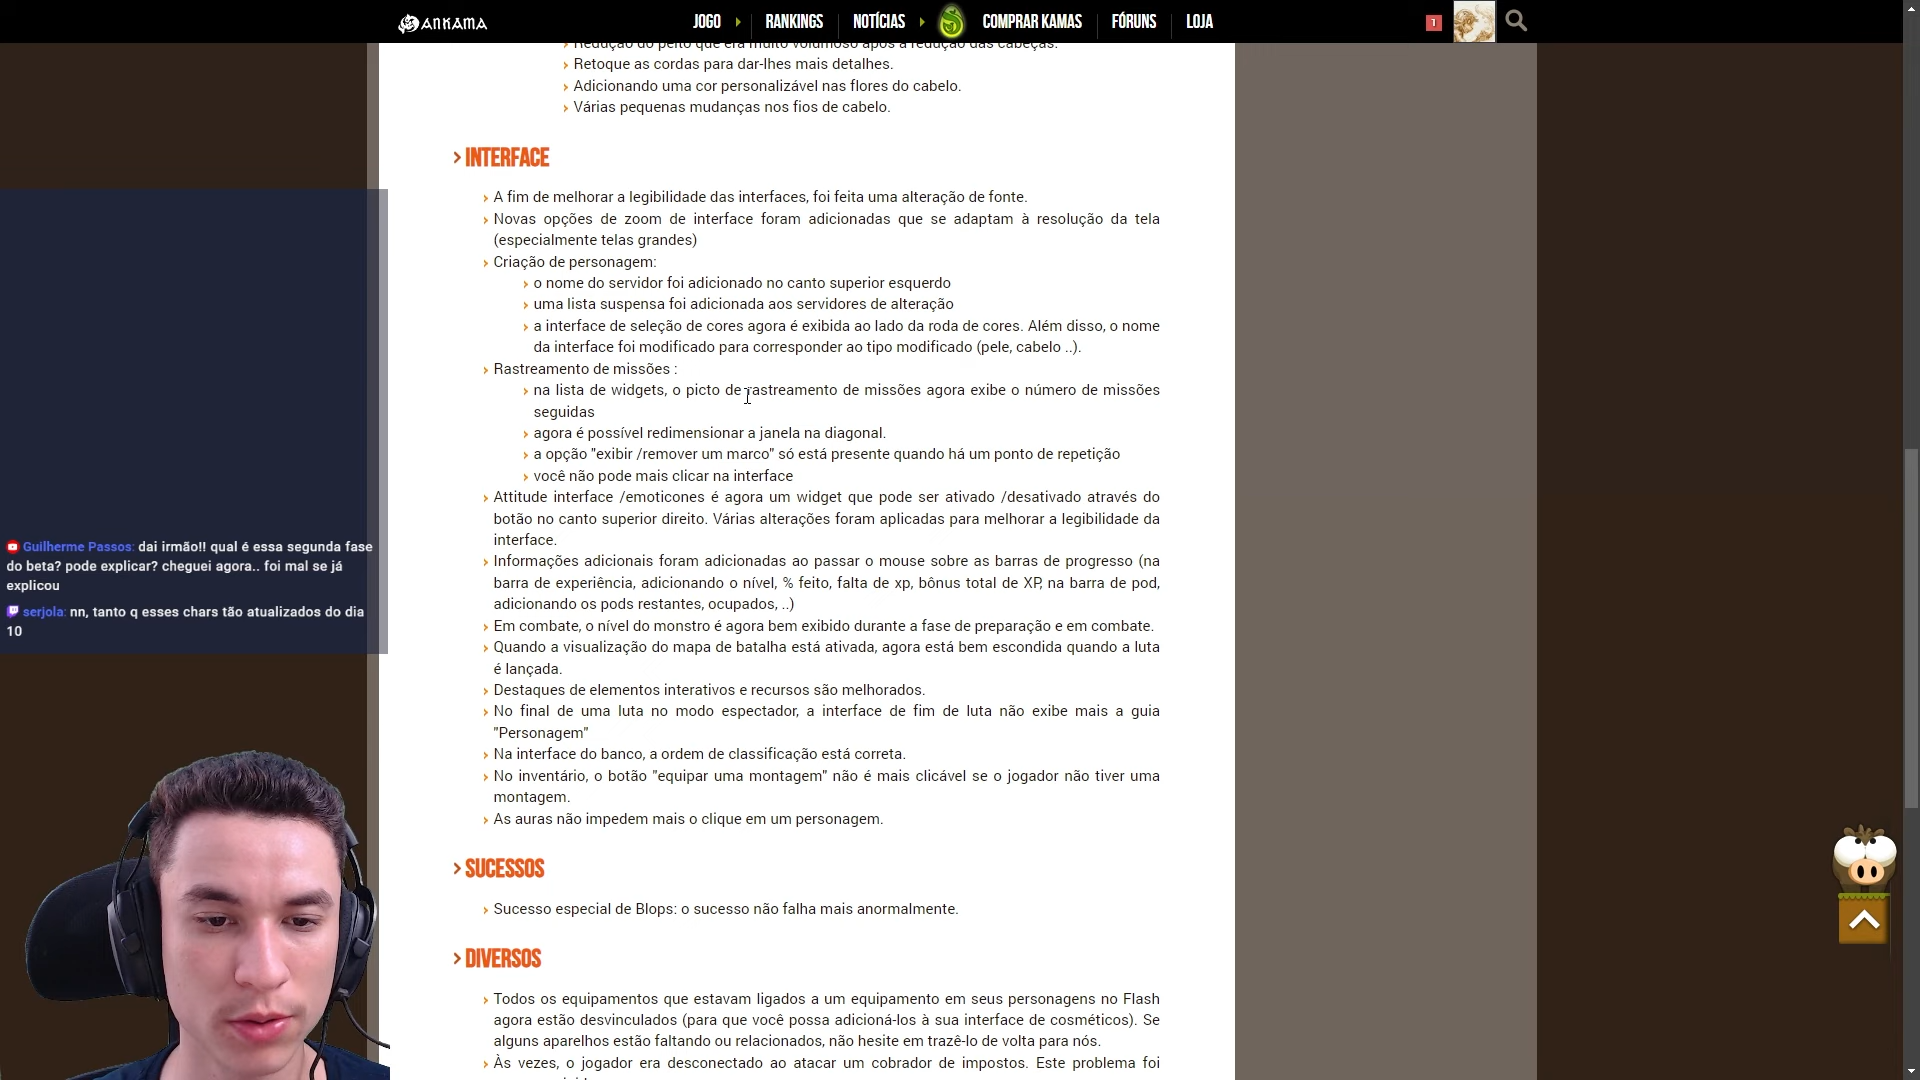 ANKAMA
JOGO
RANKINGS
NOTÍCIAS
COMPRAR KAMAS
FÓRUNS
LOJA
1
Redução do peito que era muito volumoso após a redução das cabeças.
Retoque as cordas para dar-lhes mais detalhes.
Adicionando uma cor personalizável nas flores do cabelo.
Várias pequenas mudanças nos fios de cabelo.
INTERFACE
A fim de melhorar a legibilidade das interfaces, foi feita uma alteração de fonte.
Novas opções de zoom de interface foram adicionadas que se adaptam à resolução da tela
(especialmente telas grandes)
Criação de personagem:
o nome do servidor foi adicionado no canto superior esquerdo
uma lista suspensa foi adicionada aos servidores de alteração
a interface de seleção de cores agora é exibida ao lado da roda de cores. Além disso, o nome
da interface foi modificado para corresponder ao tipo modificado (pele, cabelo ..).
Rastreamento de missões :
na lista de widgets, o picto de rastreamento de missões agora exibe o número de missões
seguidas
agora é possível redimensionar a janela na diagonal.
a opção "exibir /remover um marco" só está presente quando há um ponto de repetição
você não pode mais clicar na interface
Attitude interface /emoticones é agora um widget que pode ser ativado /desativado através do
botão no canto superior direito. Várias alterações foram aplicadas para melhorar a legibilidade da
interface.
Informações adicionais foram adicionadas ao passar o mouse sobre as barras de progresso (na
barra de experiência, adicionando o nível, % feito, falta de xp, bônus total de XP, na barra de pod,
adicionando os pods restantes, ocupados, ..)
Em combate, o nível do monstro é agora bem exibido durante a fase de preparação e em combate.
Quando a visualização do mapa de batalha está ativada, agora está bem escondida quando a luta
é lançada.
Destaques de elementos interativos e recursos são melhorados.
No final de uma luta no modo espectador, a interface de fim de luta não exibe mais a guia
"Personagem"
Na interface do banco, a ordem de classificação está correta.
No inventário, o botão "equipar uma montagem" não é mais clicável se o jogador não tiver uma
montagem.
As auras não impedem mais o clique em um personagem.
SUCESSOS
Sucesso especial de Blops: o sucesso não falha mais anormalmente.
DIVERSOS
Todos os equipamentos que estavam ligados a um equipamento em seus personagens no Flash
agora estão desvinculados (para que você possa adicioná-los à sua interface de cosméticos). Se
alguns aparelhos estão faltando ou relacionados, não hesite em trazê-lo de volta para nós.
Às vezes, o jogador era desconectado ao atacar um cobrador de impostos. Este problema foi
Guilherme Passos: dai irmão!! qual é essa segunda fase
do beta? pode explicar? cheguei agora.. foi mal se já
explicou
serjola: nn, tanto q esses chars tão atualizados do dia
10